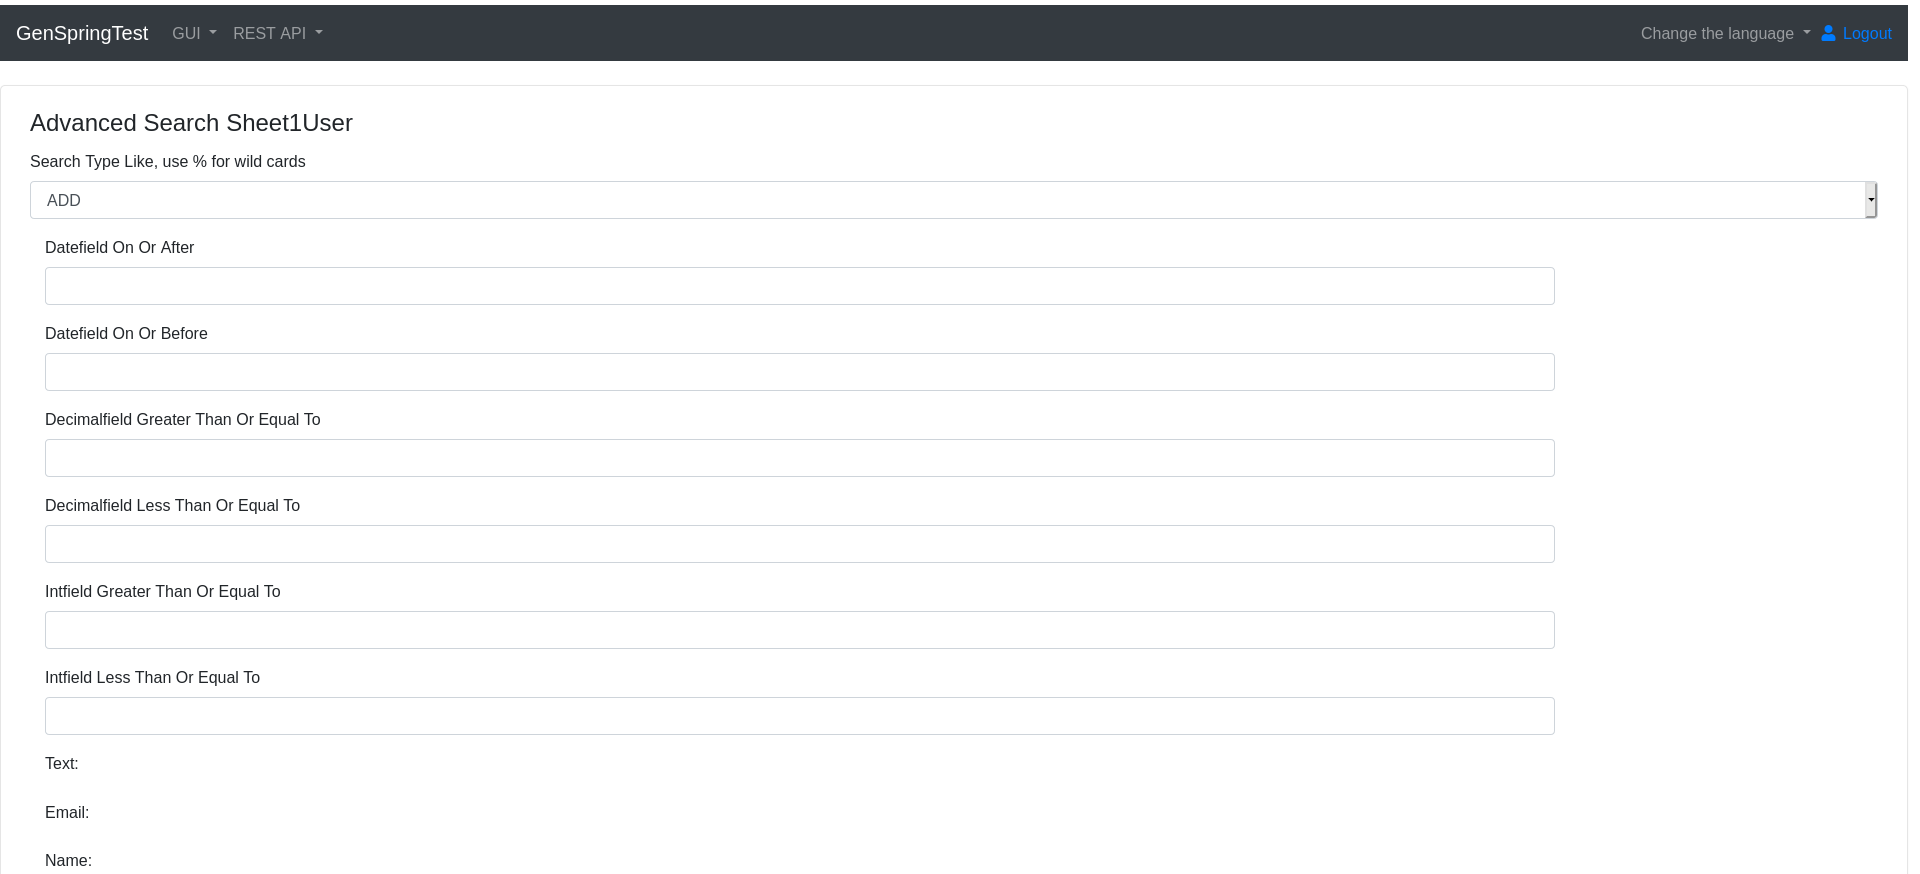 GenSpringTest GUI REST API Change the language Logout
Advanced Search Sheet1User
Search Type Like, use % for wild cards
ADD
Datefield On Or After
Datefield On Or Before
Decimalfield Greater Than Or Equal To
Decimalfield Less Than Or Equal To
Intfield Greater Than Or Equal To
Intfield Less Than Or Equal To
Text:
Email:
Name: